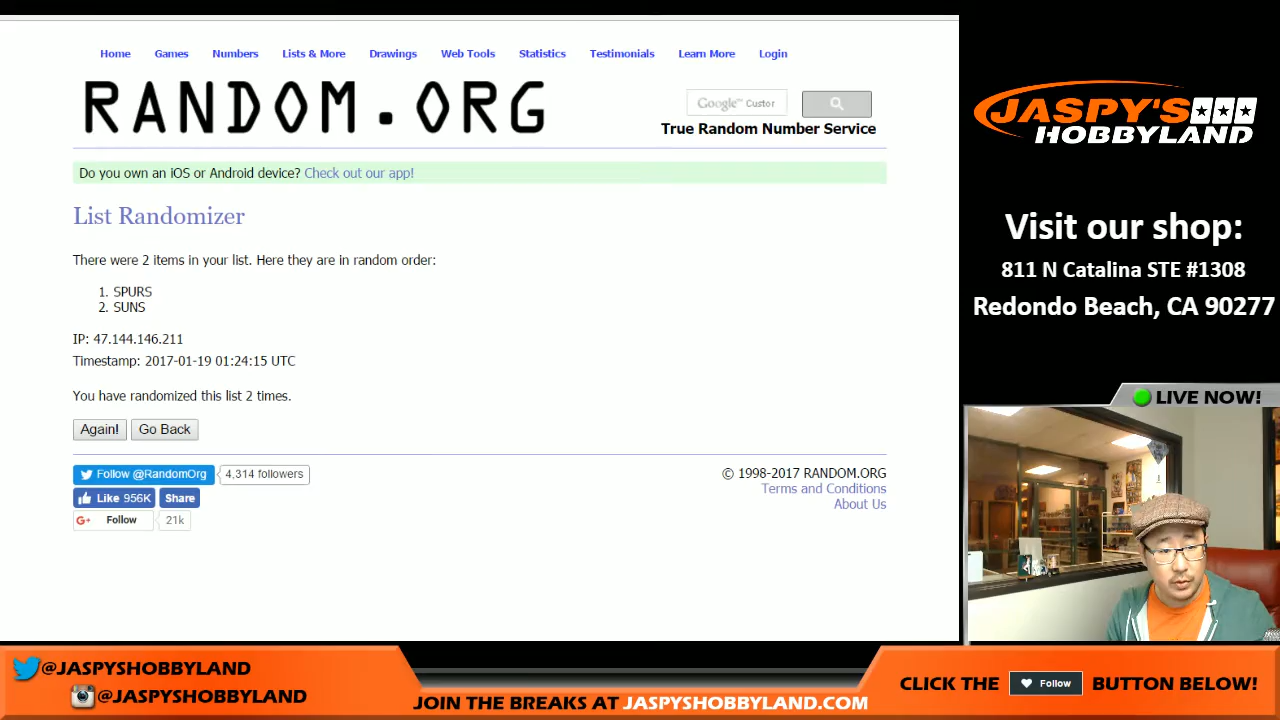 Home Games Numbers Lists & More Drawings Web Tools Statistics Testimonials Learn More Login
RANDOM.ORG
Google™ Custor
True Random Number Service
Do you own an iOS or Android device? Check out our app!
List Randomizer
There were 2 items in your list. Here they are in random order:
1. SPURS
2. SUNS
IP: 47.144.146.211
Timestamp: 2017-01-19 01:24:15 UTC
You have randomized this list 2 times.
Again! Go Back
Follow @RandomOrg 4,314 followers
Like 956K Share
Follow 21k
© 1998-2017 RANDOM.ORG
Terms and Conditions
About Us
JASPY'S
HOBBYLAND
Visit our shop:
811 N Catalina STE #1308
Redondo Beach, CA 90277
LIVE NOW!
@JASPYSHOBBYLAND
@JASPYSHOBBYLAND
JOIN THE BREAKS AT JASPYSHOBBYLAND.COM
CLICK THE Follow BUTTON BELOW!